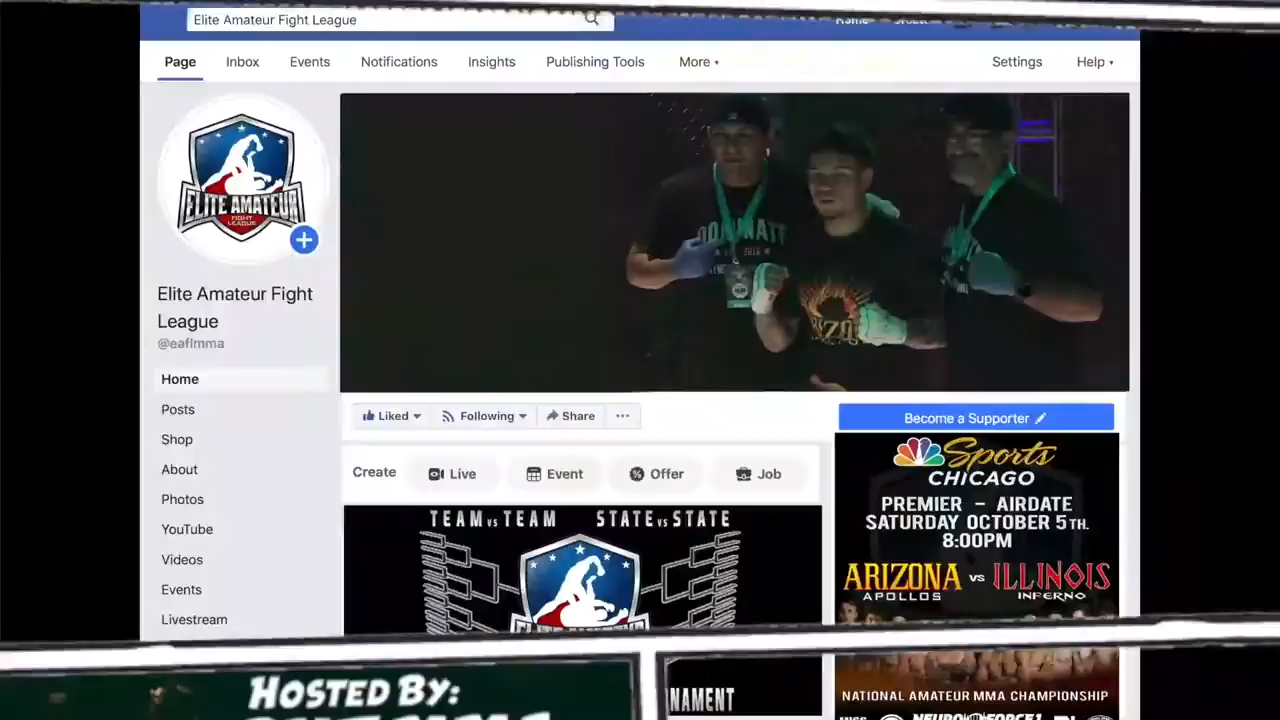 Elite Amateur Fight League
Page
Inbox
Events
Notifications
Insights
Publishing Tools
More
Settings
Help
ELITE AMATEUR
FIGHT
LEAGUE
Elite Amateur Fight
League
@eaflmma
Home
Posts
Shop
About
Photos
YouTube
Videos
Events
Livestream
Liked
Following
Share
Become a Supporter
Create
Live
Event
Offer
Job
TEAM vs TEAM STATE vs STATE
Sports
CHICAGO
PREMIER - AIRDATE
SATURDAY OCTOBER 5TH.
8:00PM
ARIZONA vs ILLINOIS
APOLLOS INFERNO
NATIONAL AMATEUR MMA CHAMPIONSHIP
HOSTED BY:
NAMENT